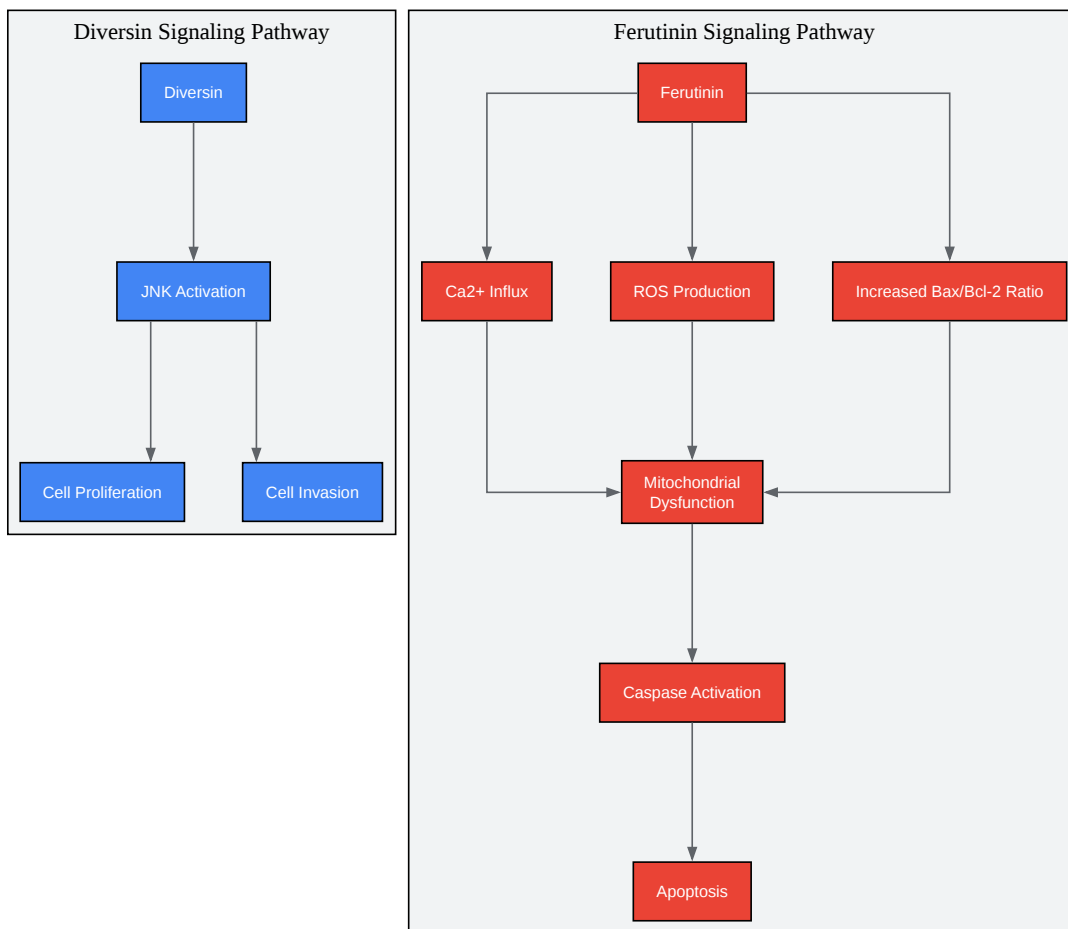 Diversin Signaling Pathway
Diversin
JNK Activation
Cell Proliferation
Cell Invasion
Ferutinin Signaling Pathway
Ferutinin
Ca2+ Influx
ROS Production
Increased Bax/Bcl-2 Ratio
Mitochondrial
Dysfunction
Caspase Activation
Apoptosis